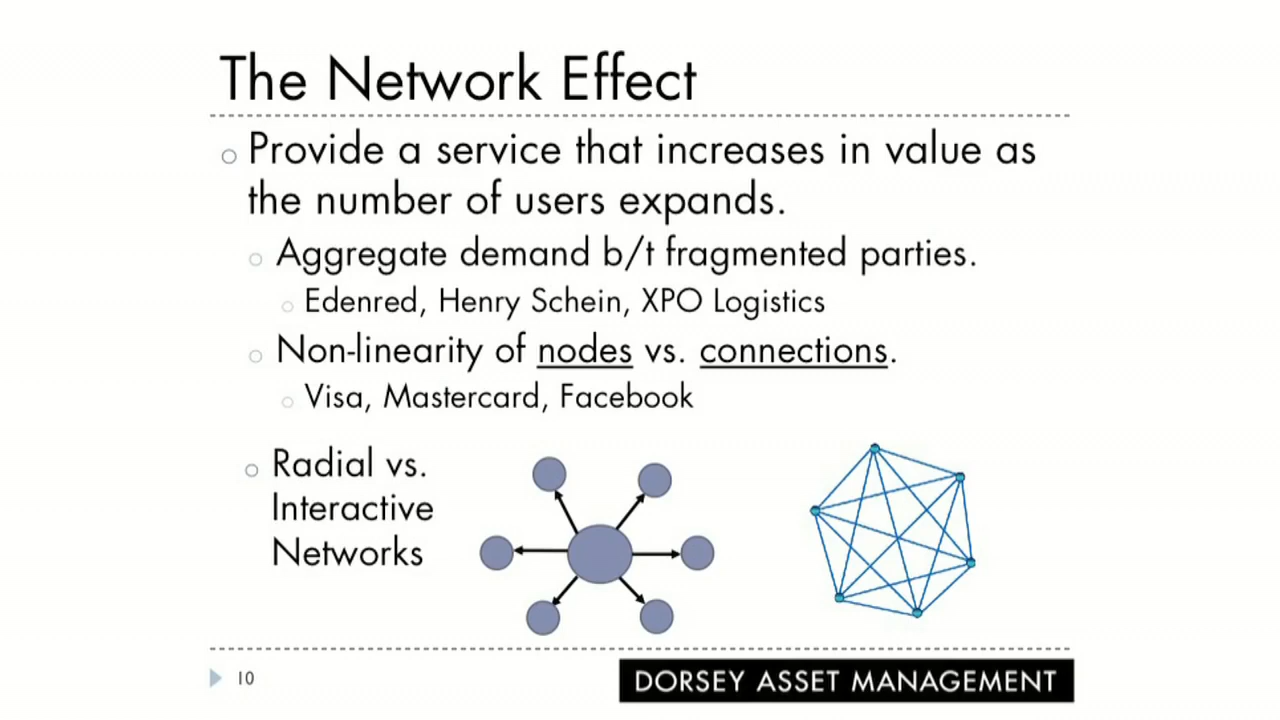 The Network Effect
Provide a service that increases in value as
the number of users expands.
Aggregate demand b/t fragmented parties.
Edenred, Henry Schein, XPO Logistics
Non-linearity of nodes vs. connections.
Visa, Mastercard, Facebook
Radial vs.
Interactive
Networks
10
DORSEY ASSET MANAGEMENT